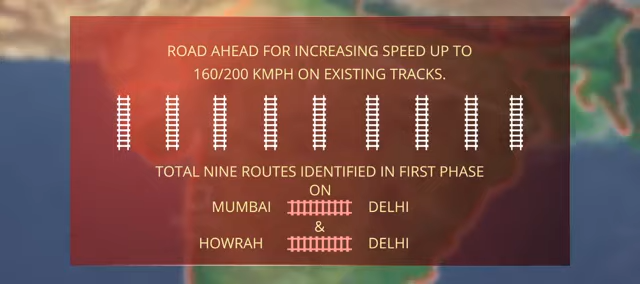 ROAD AHEAD FOR INCREASING SPEED UP TO
160/200 KMPH ON EXISTING TRACKS.
TOTAL NINE ROUTES IDENTIFIED IN FIRST PHASE
ON
MUMBAI DELHI
&
HOWRAH DELHI